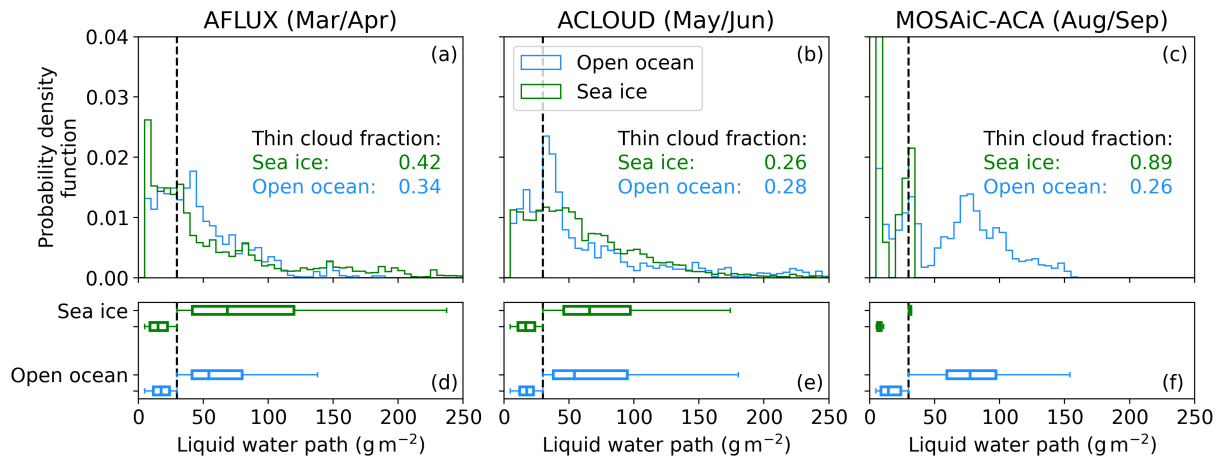 AFLUX (Mar/Apr)
ACLOUD (May/Jun)
MOSAiC-ACA (Aug/Sep)
Probability density
function
0.04
0.03
0.02
0.01
0.00
(a)
Thin cloud fraction:
Sea ice: 0.42
Open ocean: 0.34
(b)
Open ocean
Sea ice
Thin cloud fraction:
Sea ice: 0.26
Open ocean: 0.28
(c)
Thin cloud fraction:
Sea ice: 0.89
Open ocean: 0.26
Sea ice
Open ocean
(d)
(e)
(f)
0 50 100 150 200 250
0 50 100 150 200 250
0 50 100 150 200 250
Liquid water path (g m⁻²)
Liquid water path (g m⁻²)
Liquid water path (g m⁻²)